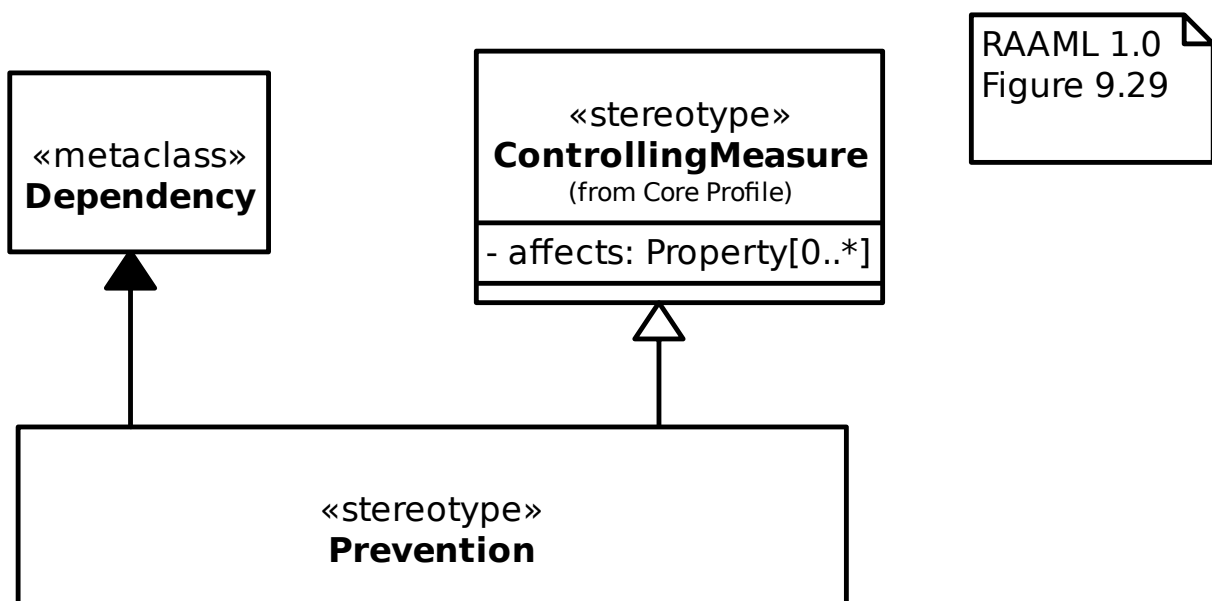 «metaclass»
Dependency
«stereotype»
ControllingMeasure
(from Core Profile)
- affects: Property[0..*]
RAAML 1.0
Figure 9.29
«stereotype»
Prevention